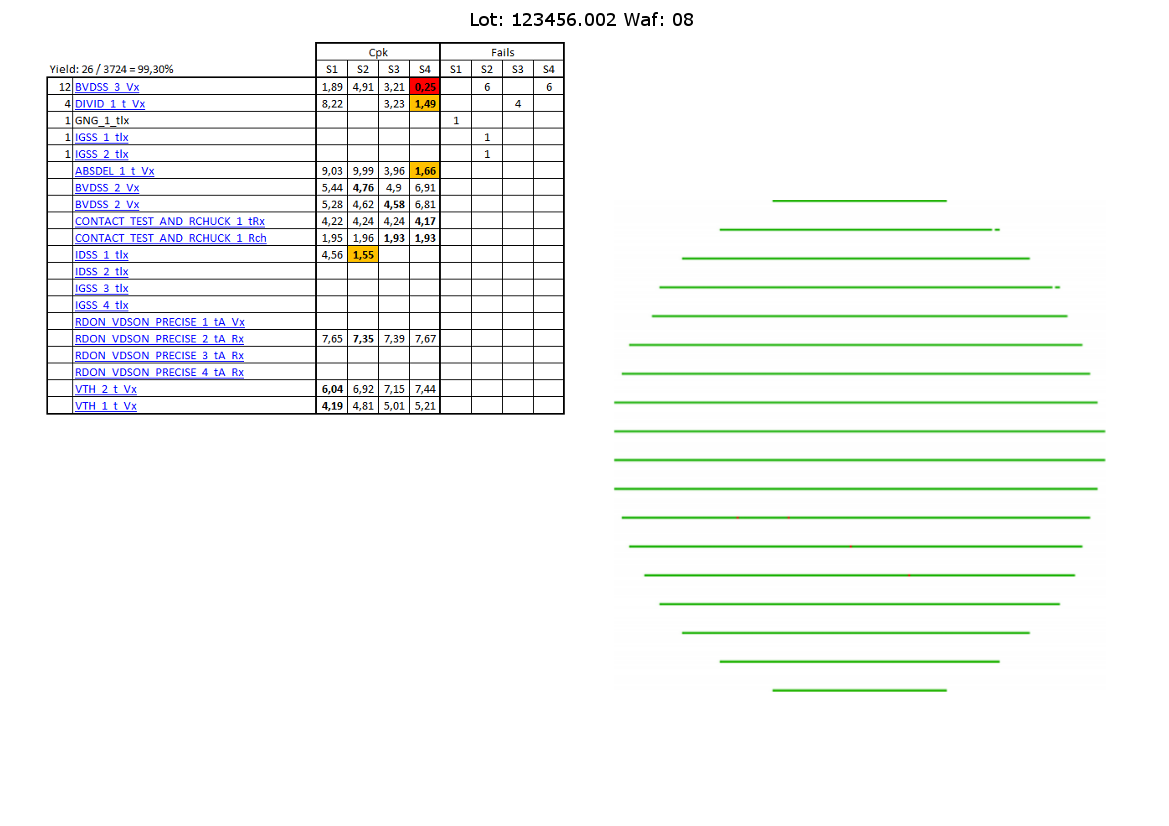 Lot: 123456.002 Waf: 08
Cpk Fails
Yield: 26 / 3724 = 99,30% S1 S2 S3 S4 S1 S2 S3 S4
12 BVDSS_3_Vx 1,89 4,91 3,21 0,25 6 6
4 DIVID_1_t_Vx 8,22 3,23 1,49 4
1 GNG_1_tlx 1
1 IGSS_1_tlx 1
1 IGSS_2_tlx 1
ABSDEL_1_t_Vx 9,03 9,99 3,96 1,66
BVDSS_2_Vx 5,44 4,76 4,9 6,91
BVDSS_2_Vx 5,28 4,62 4,58 6,81
CONTACT_TEST_AND_RCHUCK_1_tRx 4,22 4,24 4,24 4,17
CONTACT_TEST_AND_RCHUCK_1_Rch 1,95 1,96 1,93 1,93
IDSS_1_tlx 4,56 1,55
IDSS_2_tlx
IGSS_3_tlx
IGSS_4_tlx
RDON_VDSON_PRECISE_1_tA_Vx
RDON_VDSON_PRECISE_2_tA_Rx 7,65 7,35 7,39 7,67
RDON_VDSON_PRECISE_3_tA_Rx
RDON_VDSON_PRECISE_4_tA_Rx
VTH_2_t_Vx 6,04 6,92 7,15 7,44
VTH_1_t_Vx 4,19 4,81 5,01 5,21